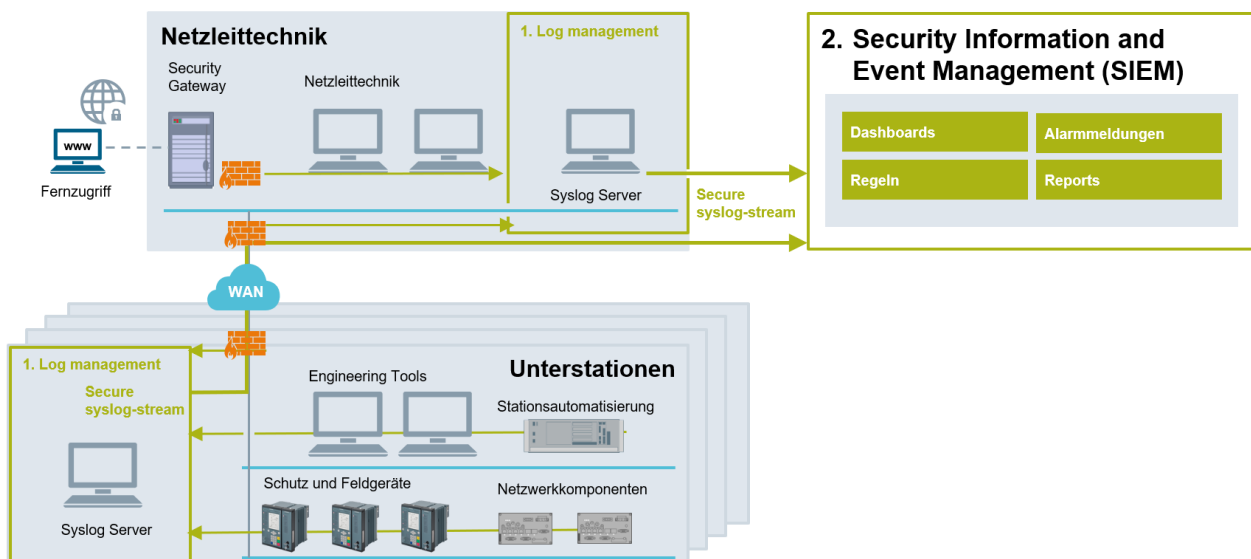 Netzleittechnik
1. Log management
Security
Gateway
Netzleittechnik
www
Fernzugriff
Syslog Server
Secure
syslog-stream
2. Security Information and
Event Management (SIEM)
Dashboards
Alarmmeldungen
Regeln
Reports
WAN
1. Log management
Secure
syslog-stream
Syslog Server
Unterstationen
Engineering Tools
Stationsautomatisierung
Schutz und Feldgeräte
Netzwerkkomponenten